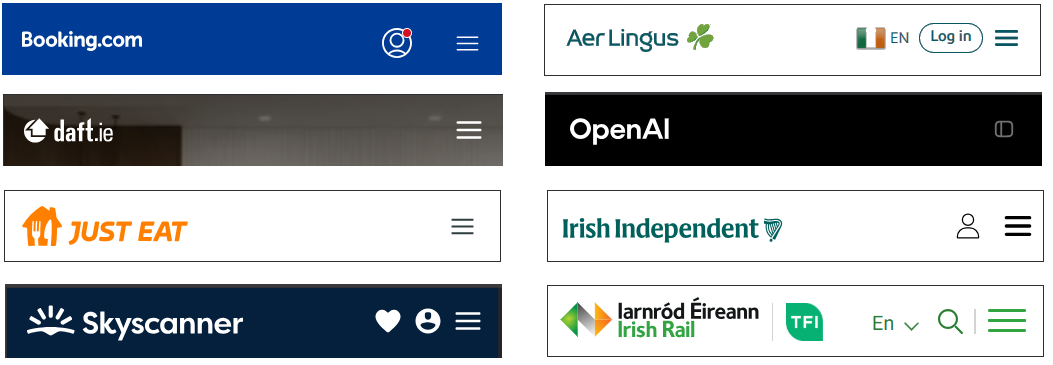 Booking.com
Aer Lingus EN Log in
daft.ie
OpenAI
JUST EAT
Irish Independent
Skyscanner
Iarnród Éireann
Irish Rail
TFI
En